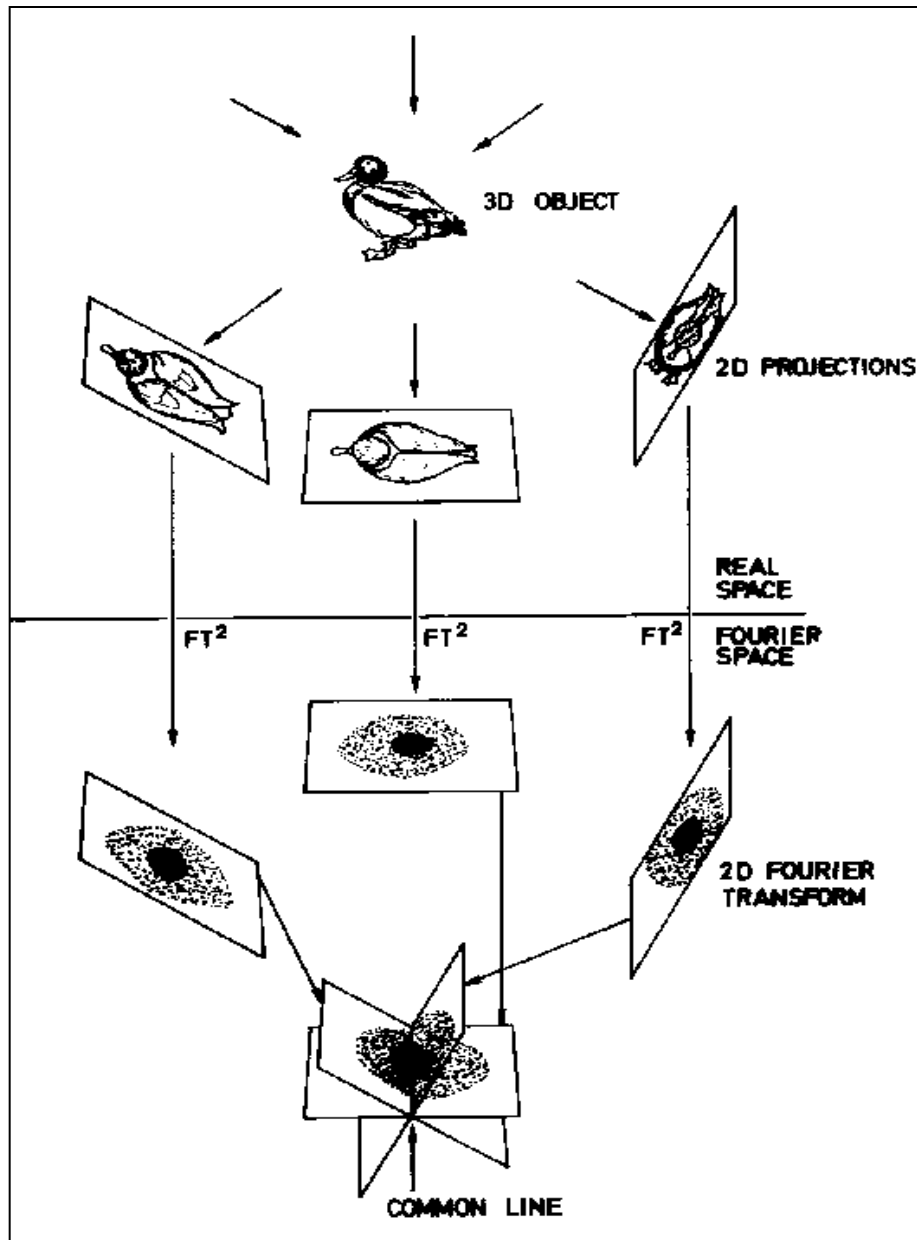 3D OBJECT
2D PROJECTIONS
REAL
SPACE
FT²
FT²
FT²
FOURIER
SPACE
2D FOURIER
TRANSFORM
COMMON LINE